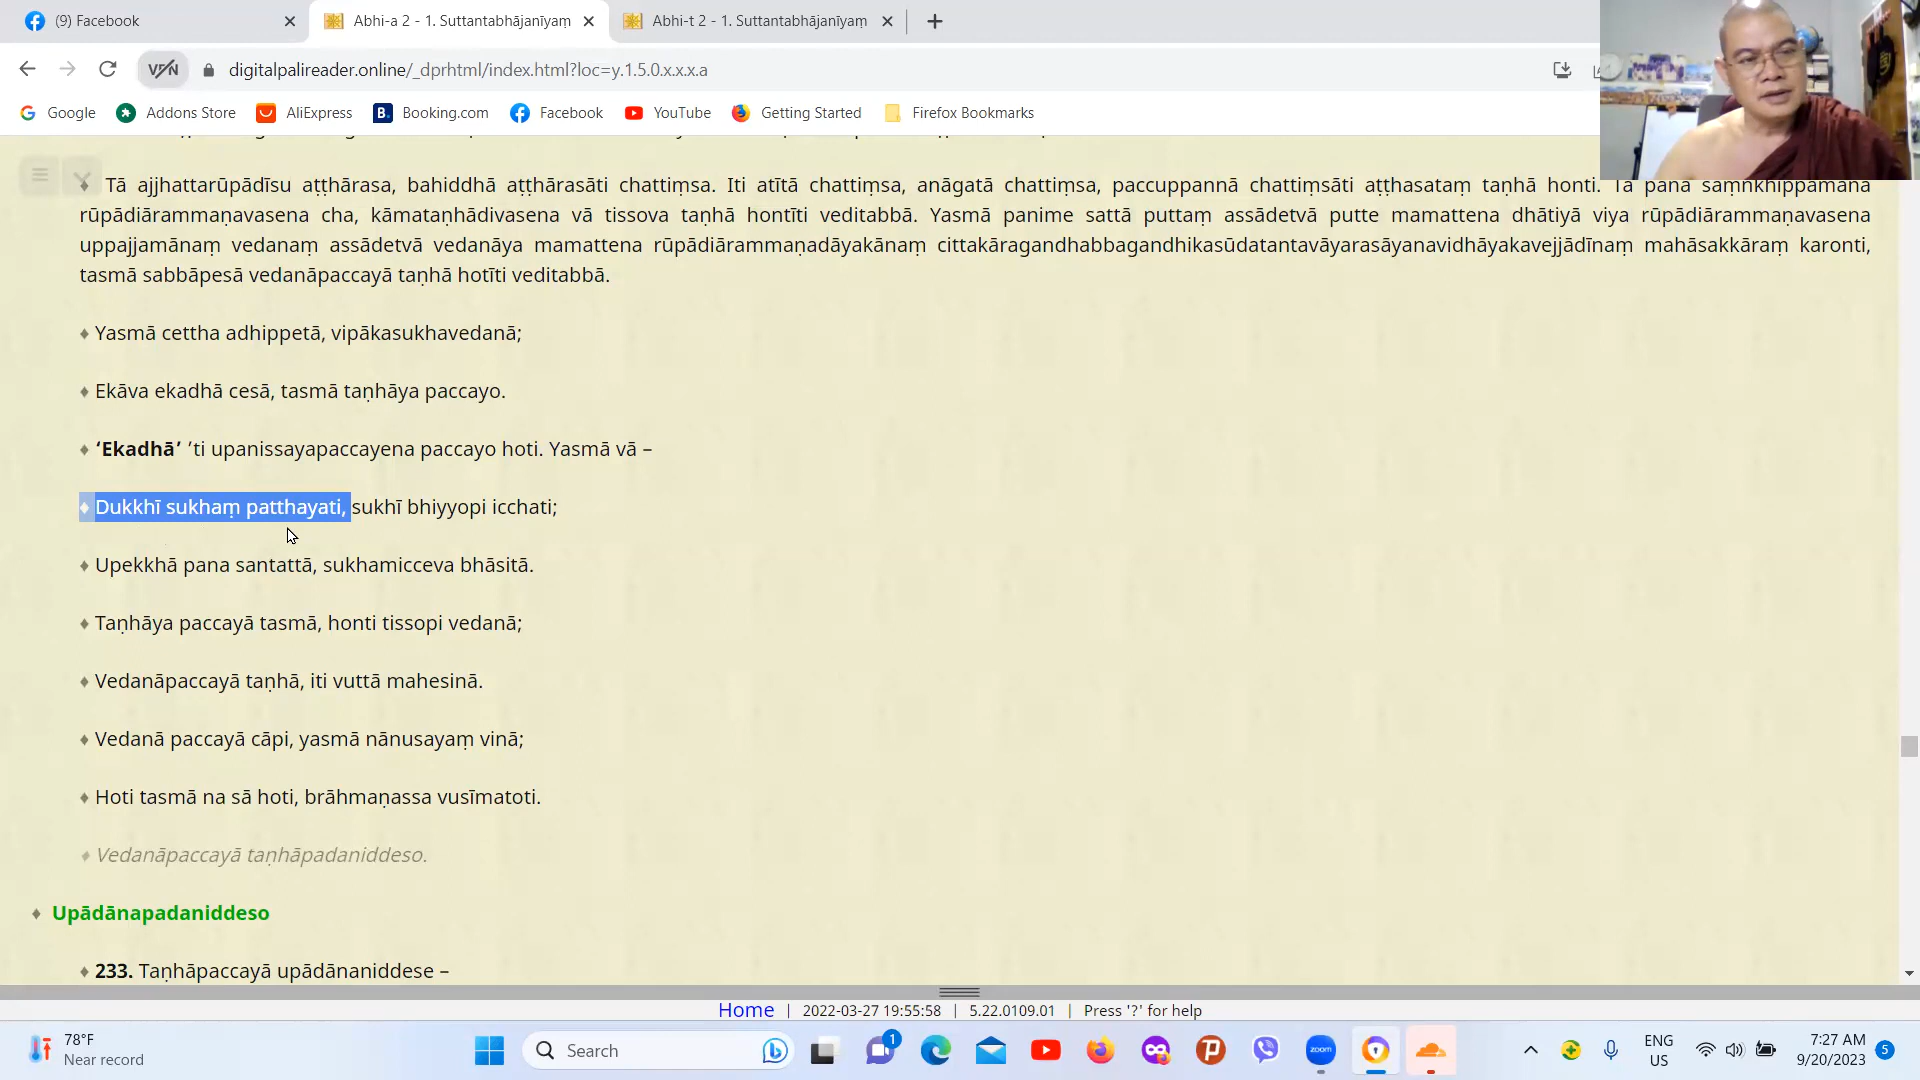 (9) Facebook
Abhi-a 2 - 1. Suttantabhājanīyaṃ
Abhi-t 2 - 1. Suttantabhājanīyaṃ
VPN
digitalpalireader.online/_dprhtml/index.html?loc=y.1.5.0.x.x.x.a
Google
Addons Store
AliExpress
B. Booking.com
Facebook
YouTube
Getting Started
Firefox Bookmarks
♦ Tā ajjhattarūpādīsu aṭṭhārasa, bahiddhā aṭṭhārasāti chattiṃsa. Iti atītā chattiṃsa, anāgatā chattiṃsa, paccuppannā chattiṃsāti aṭṭhasataṃ taṇhā honti. Tā pana saṃnkhippamānā
rūpādiārammaṇavasena cha, kāmataṇhādivasena vā tissova taṇhā hontīti veditabbā. Yasmā panime sattā puttaṃ assādetvā putte mamattena dhātiyā viya rūpādiārammaṇavasena
uppajjamānaṃ vedanaṃ assādetvā vedanāya mamattena rūpādiārammaṇadāyakānaṃ cittakāragandhabbagandhikasūdatantavāyarasāyanavidhāyakavejjādīnaṃ mahāsakkāraṃ karonti,
tasmā sabbāpesā vedanāpaccayā taṇhā hotīti veditabbā.
♦ Yasmā cettha adhippetā, vipākasukhavedanā;
♦ Ekāva ekadhā cesā, tasmā taṇhāya paccayo.
♦ ‘Ekadhā’ ’ti upanissayapaccayena paccayo hoti. Yasmā vā –
♦ Dukkhī sukhaṃ patthayati, sukhī bhiyyopi icchati;
♦ Upekkhā pana santattā, sukhamicceva bhāsitā.
♦ Taṇhāya paccayā tasmā, honti tissopi vedanā;
♦ Vedanāpaccayā taṇhā, iti vuttā mahesinā.
♦ Vedanā paccayā cāpi, yasmā nānusayaṃ vinā;
♦ Hoti tasmā na sā hoti, brāhmaṇassa vusīmatoti.
♦ Vedanāpaccayā taṇhāpadaniddeso.
♦ Upādānapadaniddeso
♦ 233. Taṇhāpaccayā upādānaniddese –
Home | 2022-03-27 19:55:58 | 5.22.0109.01 | Press '?' for help
78°F
Near record
Search
1
zoom
ENG
US
7:27 AM
9/20/2023
5